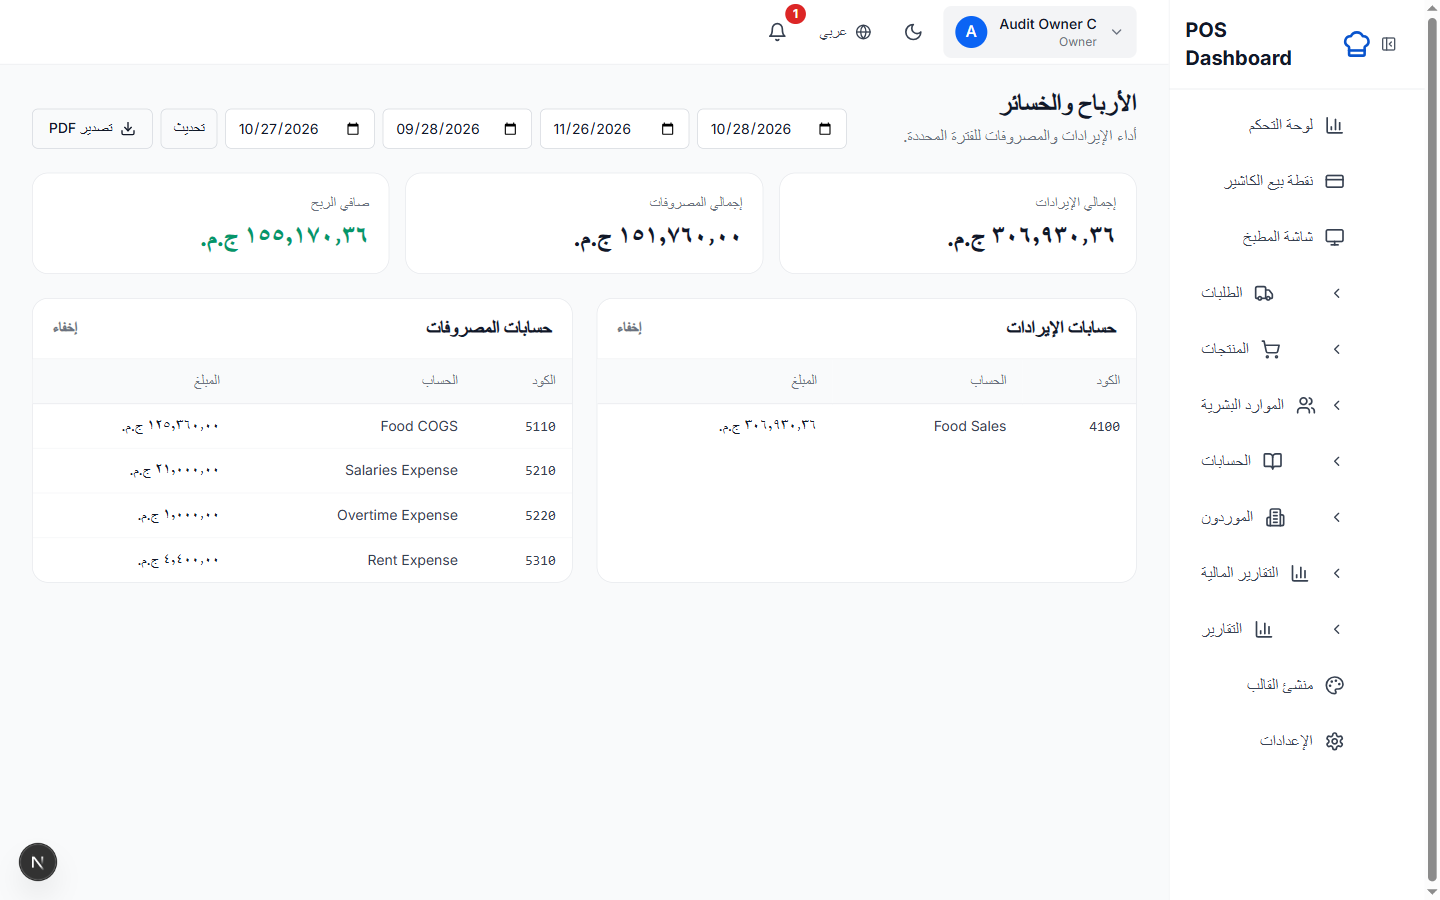 POS
Dashboard
لوحة التحكم
نقطة بيع الكاشير
شاشة المطبخ
الطلبات
المنتجات
الموارد البشرية
الحسابات
الموردون
التقارير المالية
التقارير
منشئ القالب
الإعدادات
Audit Owner C
Owner
A
عربي
1
الأرباح والخسائر
أداء الإيرادات والمصروفات للفترة المحددة.
10/28/2026
11/26/2026
09/28/2026
10/27/2026
تحديث
تصدير PDF
إجمالي الإيرادات
٣٠٦,٩٣٠,٣٦ ج.م.
إجمالي المصروفات
١٥١,٧٦٠,٠٠ ج.م.
صافي الربح
١٥٥,١٧٠,٣٦ ج.م.
حسابات الإيرادات
إخفاء
الكود الحساب المبلغ
4100 Food Sales ٣٠٦,٩٣٠,٣٦ ج.م.
حسابات المصروفات
إخفاء
الكود الحساب المبلغ
5110 Food COGS ١٢٥,٣٦٠,٠٠ ج.م.
5210 Salaries Expense ٢١,٠٠٠,٠٠ ج.م.
5220 Overtime Expense ١,٠٠٠,٠٠ ج.م.
5310 Rent Expense ٤,٤٠٠,٠٠ ج.م.
N